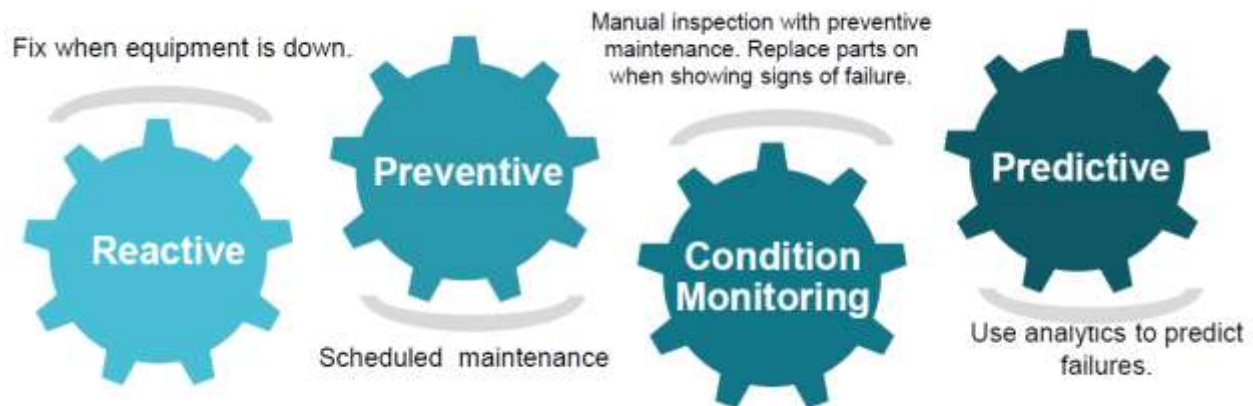 Fix when equipment is down.
Reactive
Preventive
Scheduled maintenance
Manual inspection with preventive
maintenance. Replace parts on
when showing signs of failure.
Condition
Monitoring
Predictive
Use analytics to predict
failures.